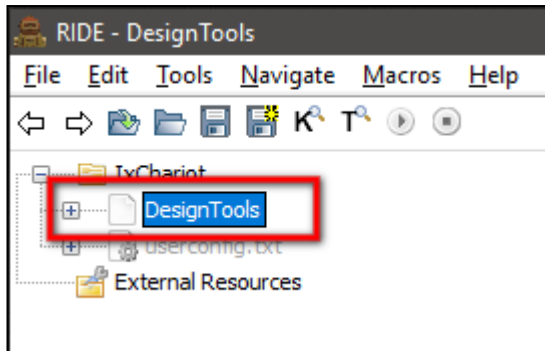 RIDE - DesignTools
File Edit Tools Navigate Macros Help
K T
IxChariot
DesignTools
userconfig.txt
External Resources